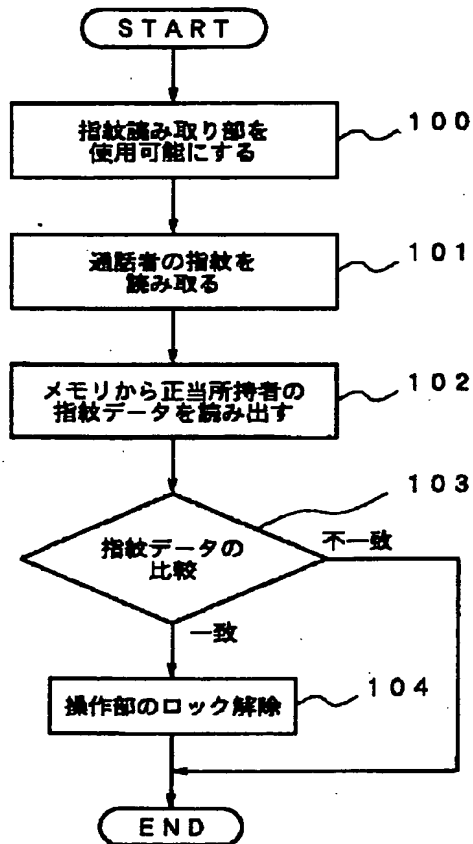 START
指紋読み取り部を
使用可能にする
100
通話者の指紋を
読み取る
101
メモリから正当所持者の
指紋データを読み出す
102
103
指紋データの
比較
不一致
一致
操作部のロック解除
104
END